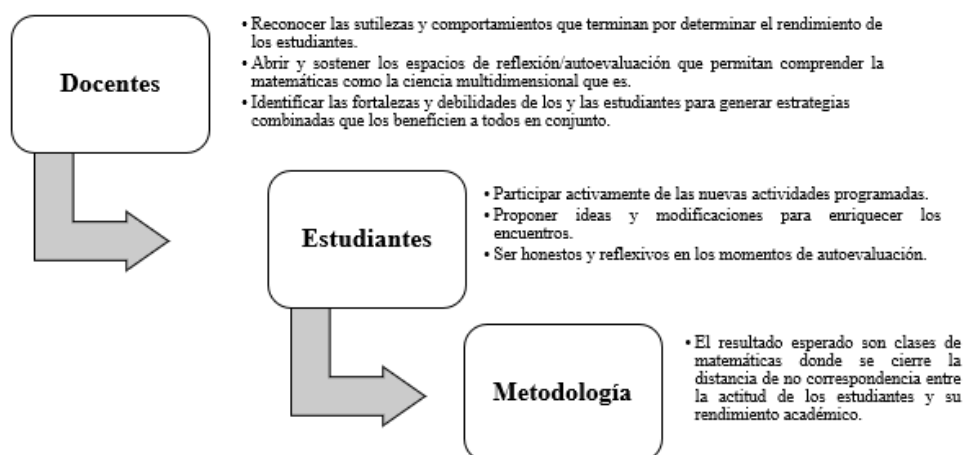 Docentes
• Reconocer las sutilezas y comportamientos que terminan por determinar el rendimiento de
los estudiantes.
• Abrir y sostener los espacios de reflexión/autoevaluación que permitan comprender la
matemáticas como la ciencia multidimensional que es.
• Identificar las fortalezas y debilidades de los y las estudiantes para generar estrategias
combinadas que los beneficien a todos en conjunto.
Estudiantes
• Participar activamente de las nuevas actividades programadas.
• Proponer ideas y modificaciones para enriquecer los
encuentros.
• Ser honestos y reflexivos en los momentos de autoevaluación.
Metodología
• El resultado esperado son clases de
matemáticas donde se cierre la
distancia de no correspondencia entre
la actitud de los estudiantes y su
rendimiento académico.